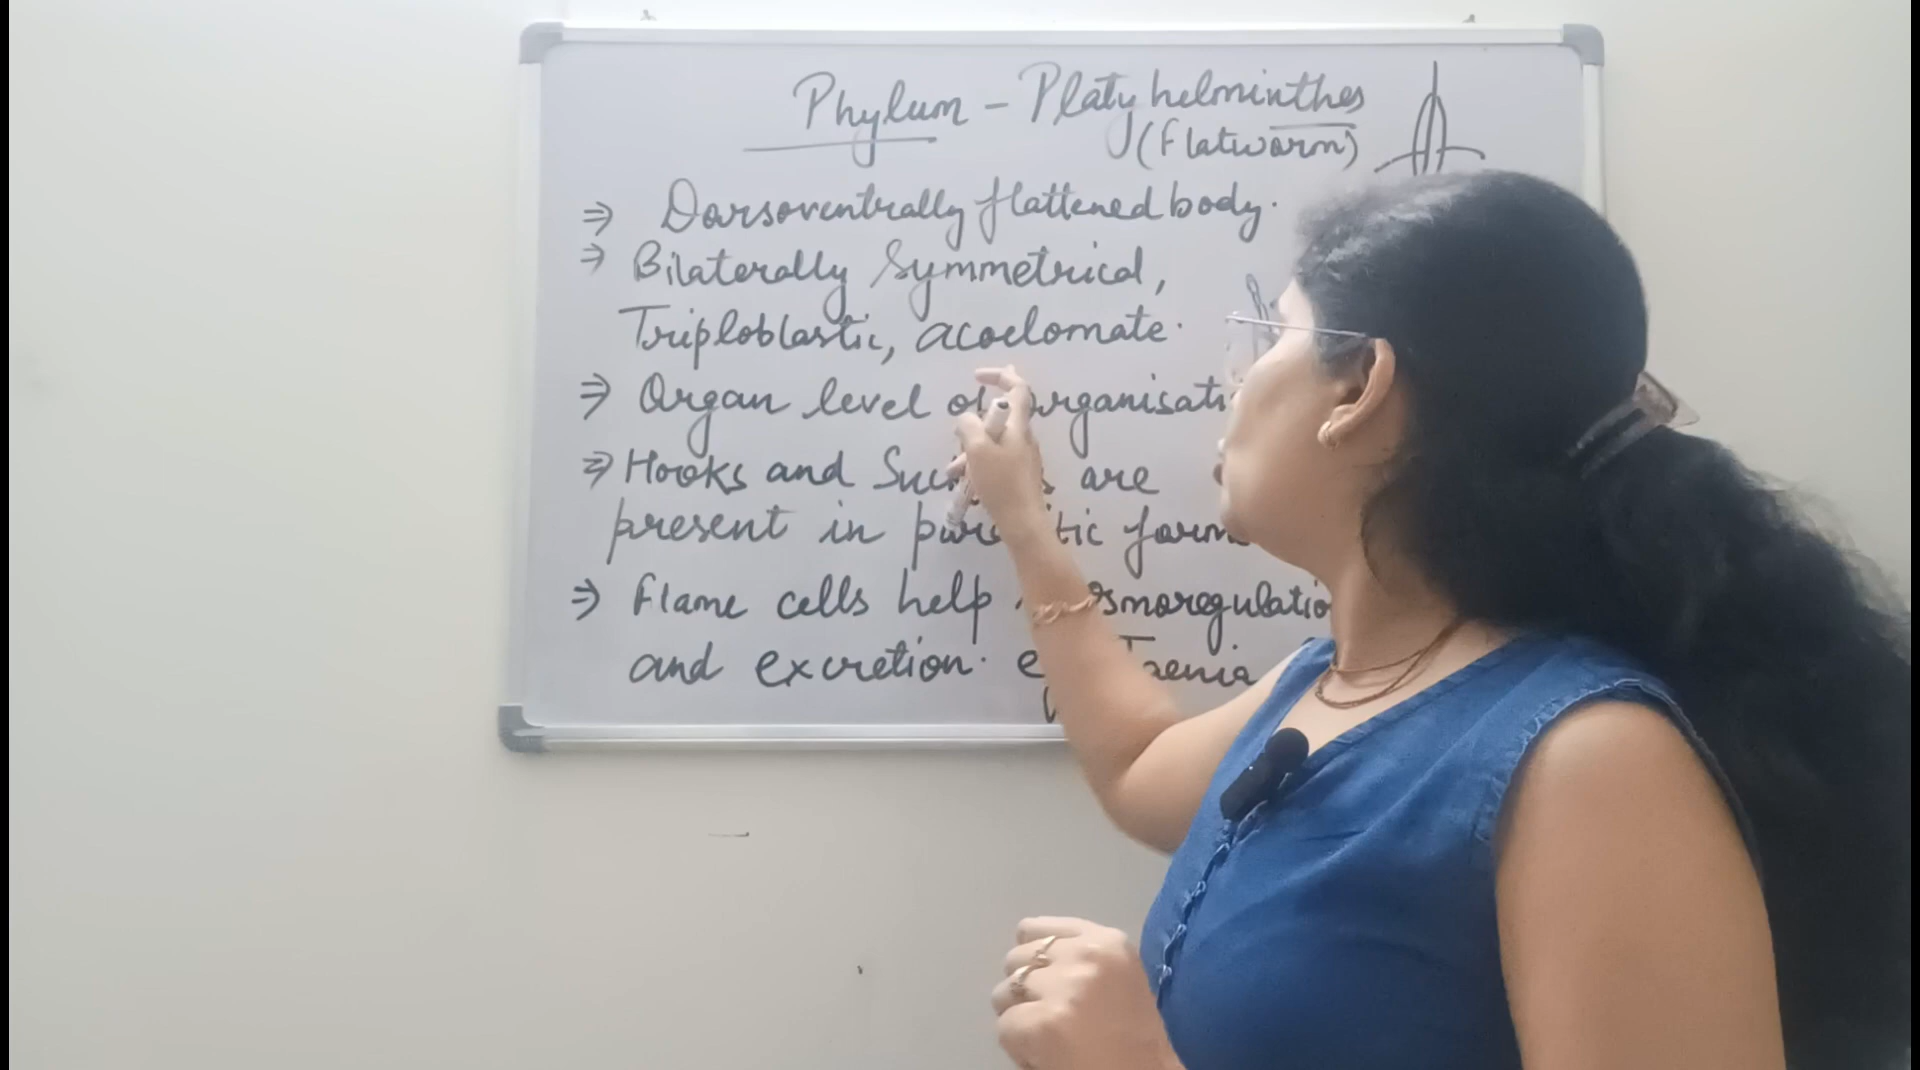 Phylum - Platyhelminthes
(Flatworm)
⇒ Dorsoventrally flattened body.
⇒ Bilaterally Symmetrical,
Triploblastic, acoelomate.
⇒ Organ level of
⇒ Hooks and are
present in
⇒ Flame cells help
and excretion. Taenia